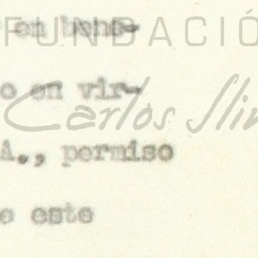 FUNDACIÓ
en bene-
o en vir-
Carlos Slim
A., permiso
e este